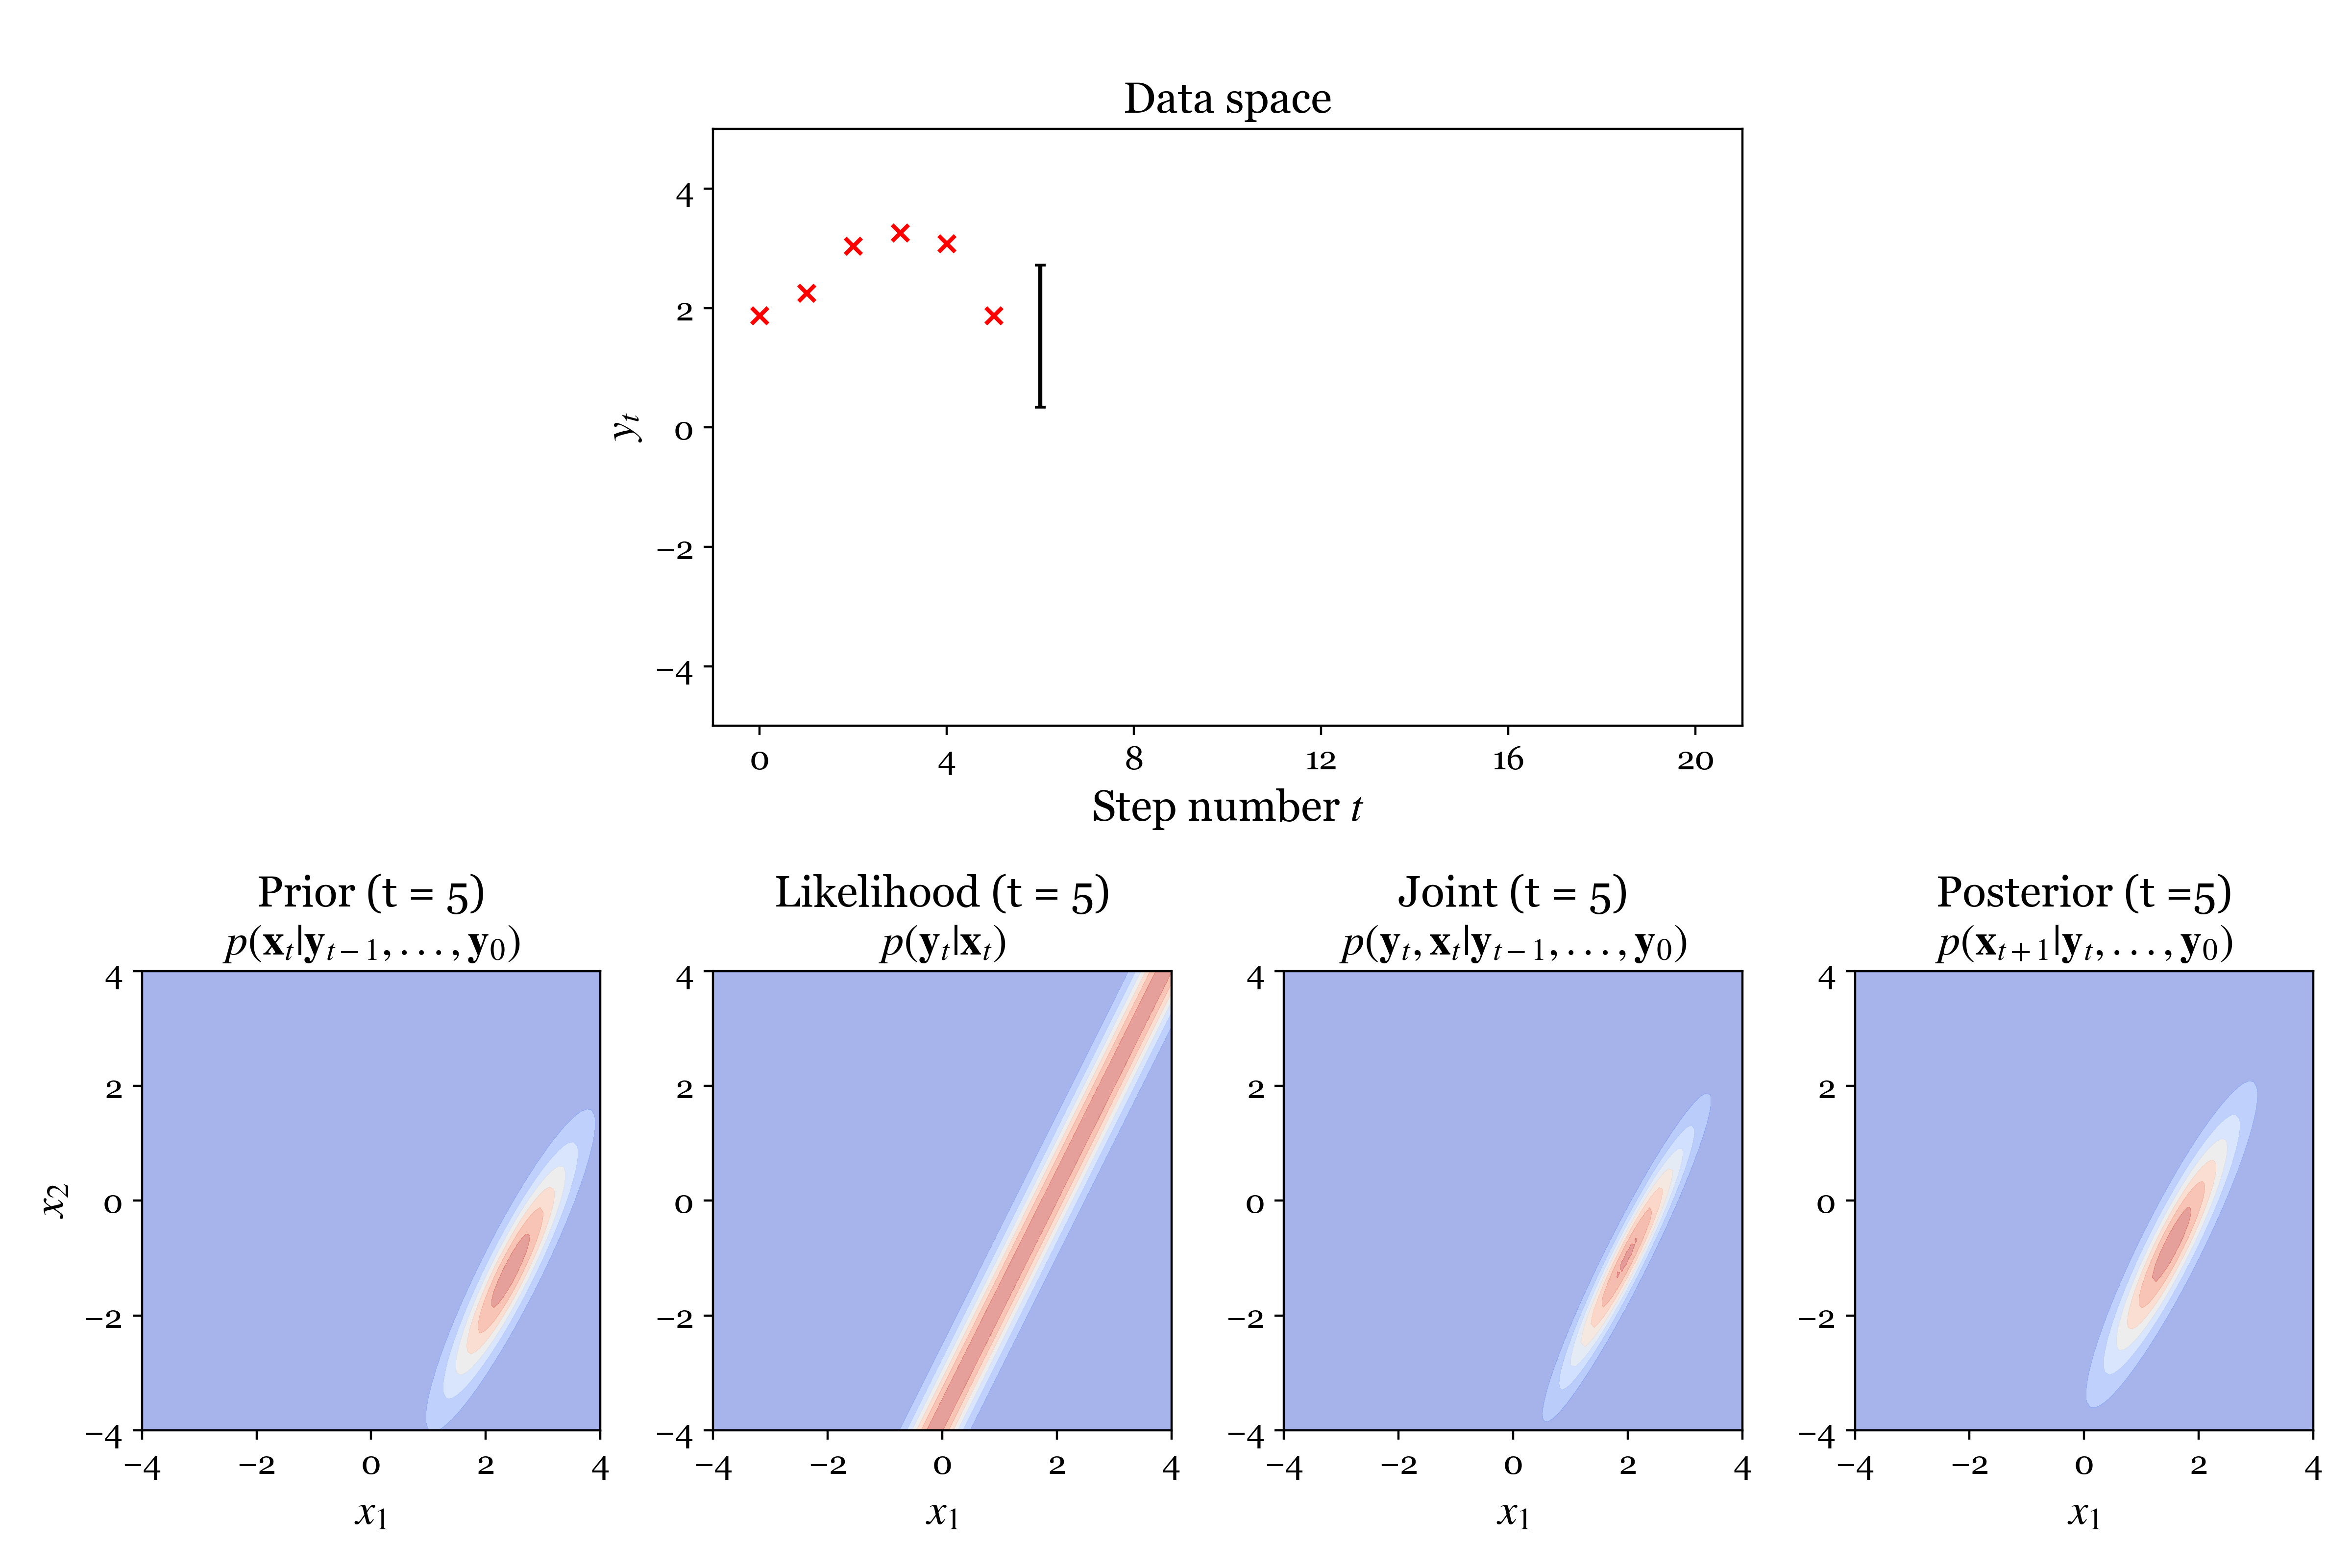 Data space
4
2
0
−2
−4
y_t
0 4 8 12 16 20
Step number t
Prior (t = 5)
p(x_t|y_{t−1}, . . . , y_0)
4
2
0
−2
−4
x_2
−4 −2 0 2 4
x_1
Likelihood (t = 5)
p(y_t|x_t)
4
2
0
−2
−4
−4 −2 0 2 4
x_1
Joint (t = 5)
p(y_t, x_t|y_{t−1}, . . . , y_0)
4
2
0
−2
−4
−4 −2 0 2 4
x_1
Posterior (t =5)
p(x_{t+1}|y_t, . . . , y_0)
4
2
0
−2
−4
−4 −2 0 2 4
x_1